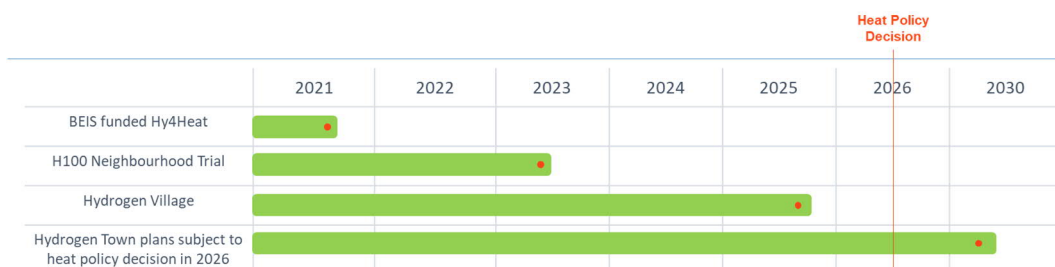 Heat Policy
Decision
2021 2022 2023 2024 2025 2026 2030
BEIS funded Hy4Heat
H100 Neighbourhood Trial
Hydrogen Village
Hydrogen Town plans subject to
heat policy decision in 2026